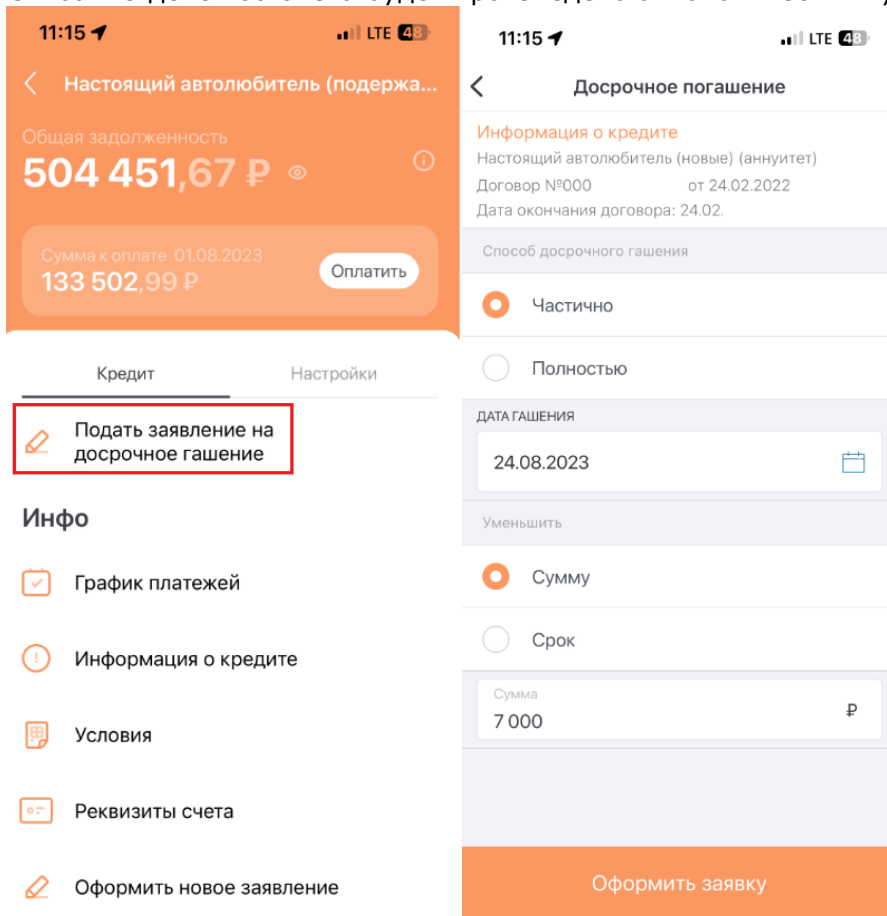 11:15
LTE 48
Настоящий автолюбитель (подержа...
Общая задолженность
504 451,67 ₽
Сумма к оплате 01.08.2023
133 502,99 ₽
Оплатить
Кредит
Настройки
Подать заявление на
досрочное гашение
Инфо
График платежей
Информация о кредите
Условия
Реквизиты счета
Оформить новое заявление
11:15
LTE 48
Досрочное погашение
Информация о кредите
Настоящий автолюбитель (новые) (аннуитет)
Договор №000 от 24.02.2022
Дата окончания договора: 24.02.
Способ досрочного гашения
Частично
Полностью
ДАТА ГАШЕНИЯ
24.08.2023
Уменьшить
Сумму
Срок
Сумма
7 000 ₽
Оформить заявку